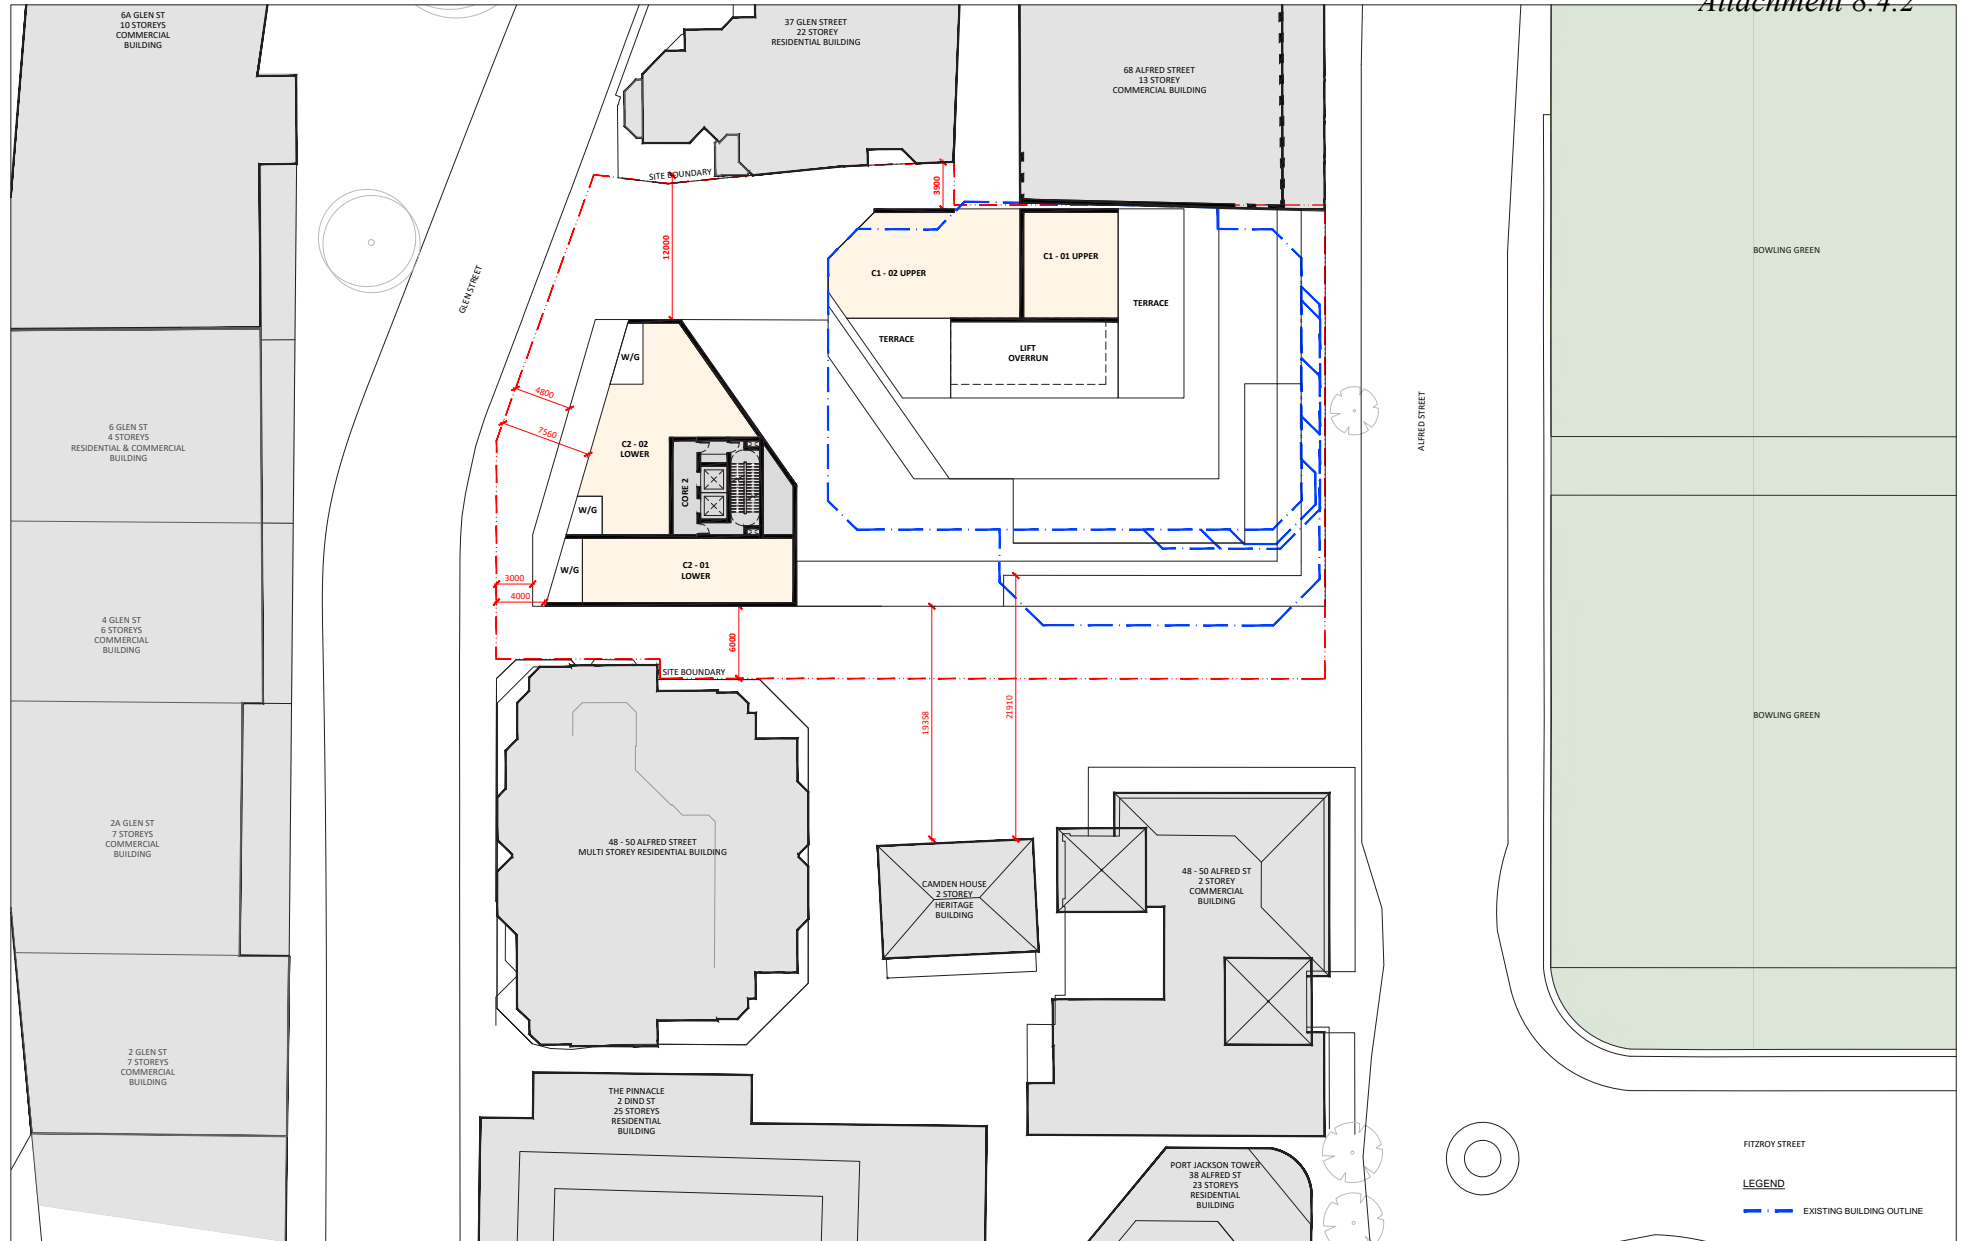 Attachment 8.4.2
6A GLEN ST
10 STOREYS
COMMERCIAL
BUILDING
37 GLEN STREET
22 STOREY
RESIDENTIAL BUILDING
68 ALFRED STREET
13 STOREY
COMMERCIAL BUILDING
SITE BOUNDARY
3900
12000
GLEN STREET
C1 - 02 UPPER
C1 - 01 UPPER
TERRACE
TERRACE
LIFT
OVERRUN
BOWLING GREEN
W/G
4800
7560
C2 - 02
LOWER
CORE 2
W/G
W/G
C2 - 01
LOWER
3000
4000
6000
SITE BOUNDARY
19358
21910
ALFRED STREET
6 GLEN ST
4 STOREYS
RESIDENTIAL & COMMERCIAL
BUILDING
4 GLEN ST
6 STOREYS
COMMERCIAL
BUILDING
BOWLING GREEN
2A GLEN ST
7 STOREYS
COMMERCIAL
BUILDING
48 - 50 ALFRED STREET
MULTI STOREY RESIDENTIAL BUILDING
CAMDEN HOUSE
2 STOREY
HERITAGE
BUILDING
48 - 50 ALFRED ST
2 STOREY
COMMERCIAL
BUILDING
2 GLEN ST
7 STOREYS
COMMERCIAL
BUILDING
THE PINNACLE
2 DIND ST
25 STOREYS
RESIDENTIAL
BUILDING
PORT JACKSON TOWER
38 ALFRED ST
23 STOREYS
RESIDENTIAL
BUILDING
FITZROY STREET
LEGEND
EXISTING BUILDING OUTLINE